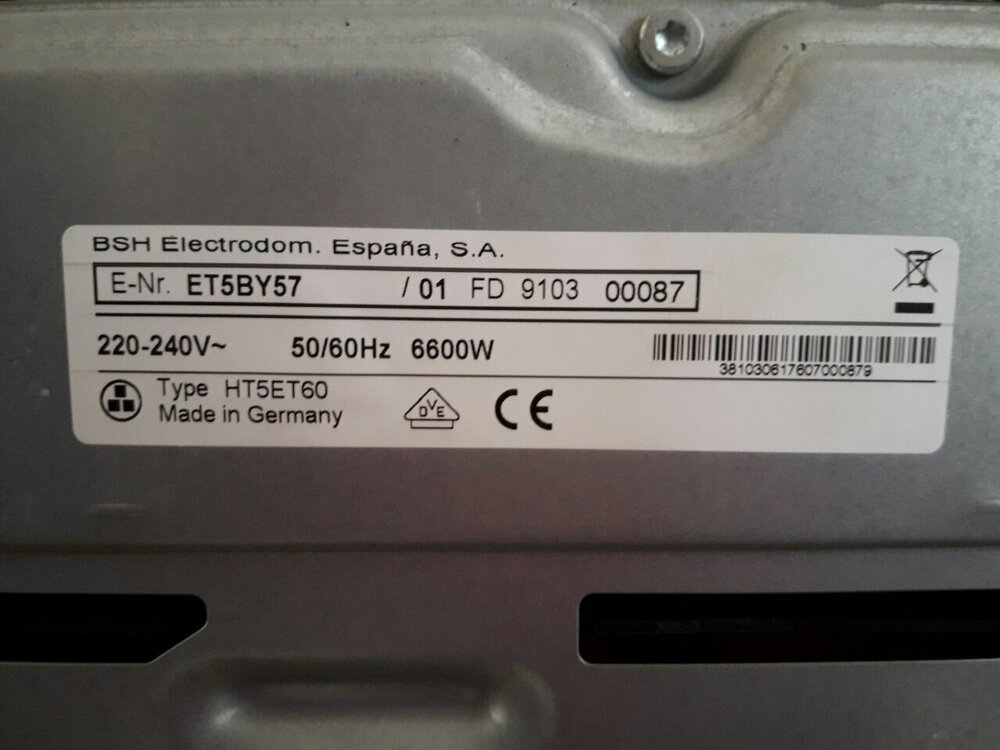 BSH Electrodom. España, S.A.
E-Nr. ET5BY57 / 01 FD 9103 00087
220-240V~ 50/60Hz 6600W
381030617607000879
Type HT5ET60
Made in Germany
DVE CE